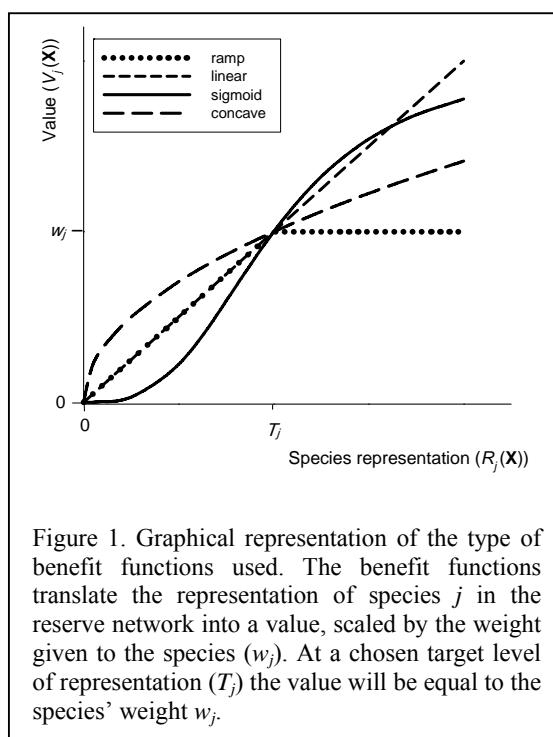 Value (Vj(X))
ramp
linear
sigmoid
concave
wj
0
0
Tj
Species representation (Rj(X))
Figure 1. Graphical representation of the type of
benefit functions used. The benefit functions
translate the representation of species j in the
reserve network into a value, scaled by the weight
given to the species (wj). At a chosen target level
of representation (Tj) the value will be equal to the
species’ weight wj.